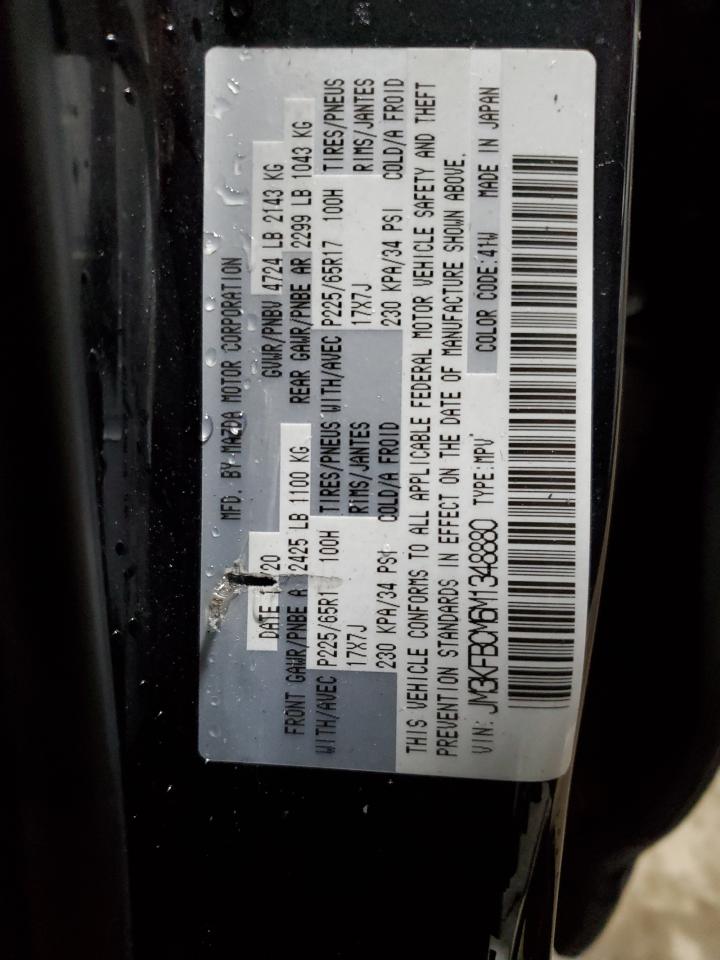 MFD. BY MAZDA MOTOR CORPORATION
DATE GVWR/PNBV 4724 LB 2143 KG
FRONT GAWR/PNBE A 2425 LB 1100 KG REAR GAWR/PNBE AR 2299 LB 1043 KG
WITH/AVEC P225/65R1 100H TIRES/PNEUS WITH/AVEC P225/65R17 100H TIRES/PNEUS
17X7J RIMS/JANTES 17X7J RIMS/JANTES
230 KPA/34 PSI COLD/A FROID 230 KPA/34 PSI COLD/A FROID
THIS VEHICLE CONFORMS TO ALL APPLICABLE FEDERAL MOTOR VEHICLE SAFETY AND THEFT
PREVENTION STANDARDS IN EFFECT ON THE DATE OF MANUFACTURE SHOWN ABOVE.
VIN: JM3KFBCM6M1348880 TYPE:MPV COLOR CODE:41W MADE IN JAPAN